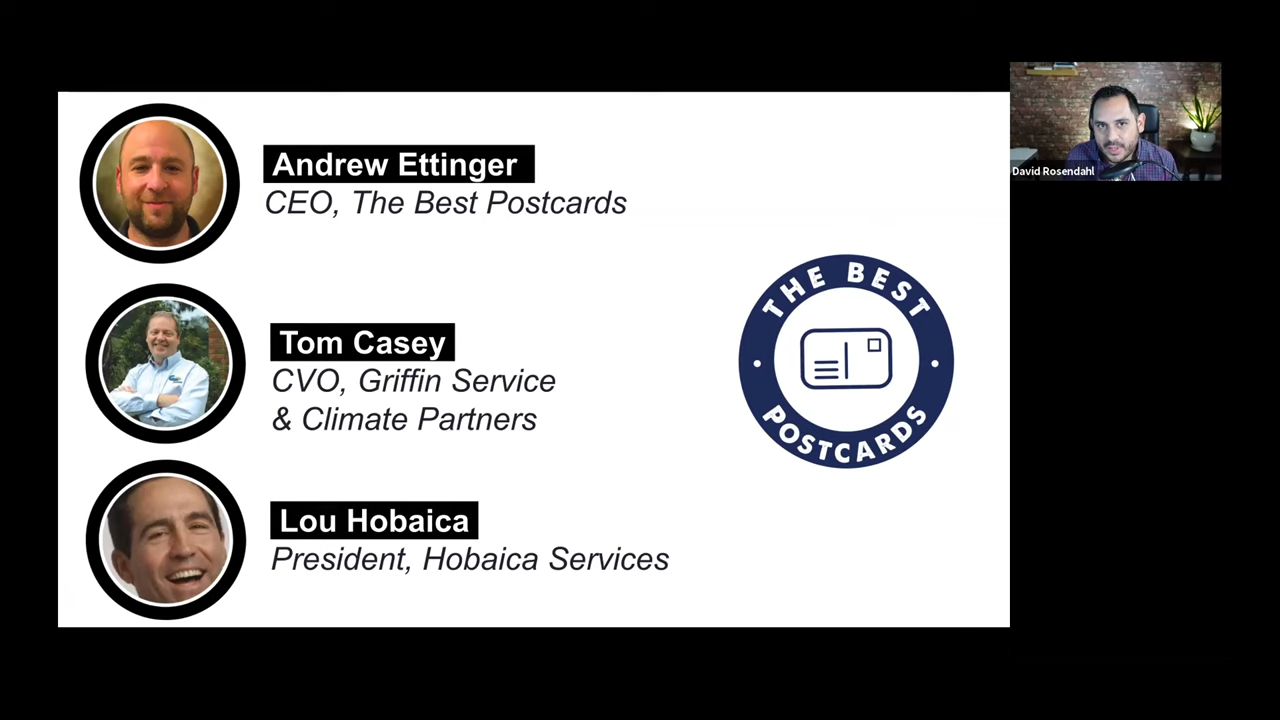 Andrew Ettinger
CEO, The Best Postcards
Tom Casey
CVO, Griffin Service
& Climate Partners
Lou Hobaica
President, Hobaica Services
THE BEST
POSTCARDS
David Rosendahl